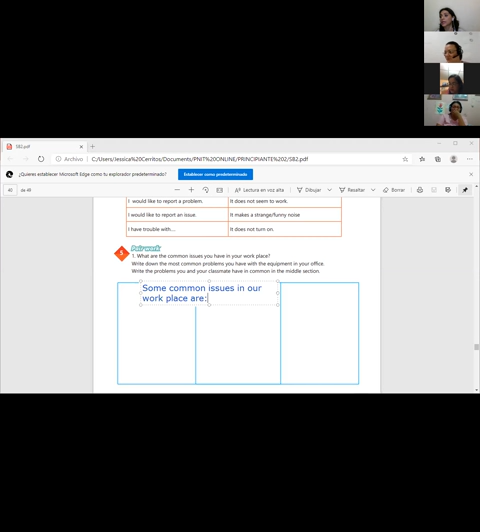 SB2.pdf
Archivo
C:/Users/Jessica%20Cerritos/Documents/PNIT%20ONLINE/PRINCIPIANTE%202/SB2.pdf
¿Quieres establecer Microsoft Edge como tu explorador predeterminado?
Establecer como predeterminado
40 de 49
Lectura en voz alta
Dibujar
Resaltar
Borrar
I would like to report a problem. It does not seem to work.
I would like to report an issue. It makes a strange/funny noise
I have trouble with.... It does not turn on.
5. Pair work
1. What are the common issues you have in your work place?
Write down the most common problems you have with the equipment in your office.
Write the problems you and your classmate have in common in the middle section.
Some common issues in our
work place are: